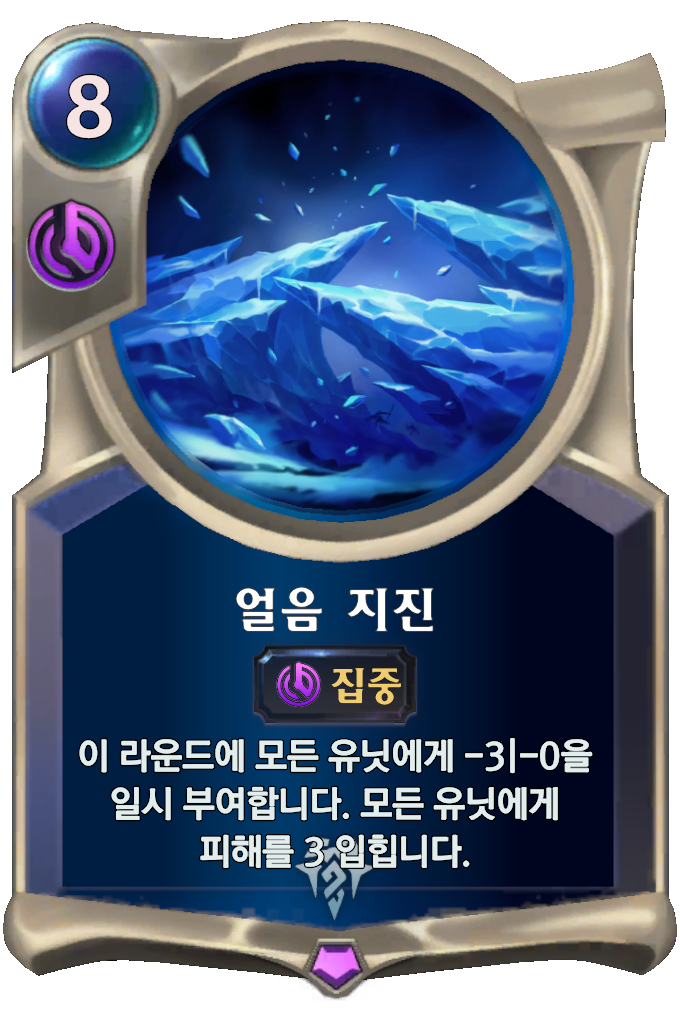 8
얼음 지진
집중
이 라운드에 모든 유닛에게 -3|-0을
일시 부여합니다. 모든 유닛에게
피해를 3 입힙니다.